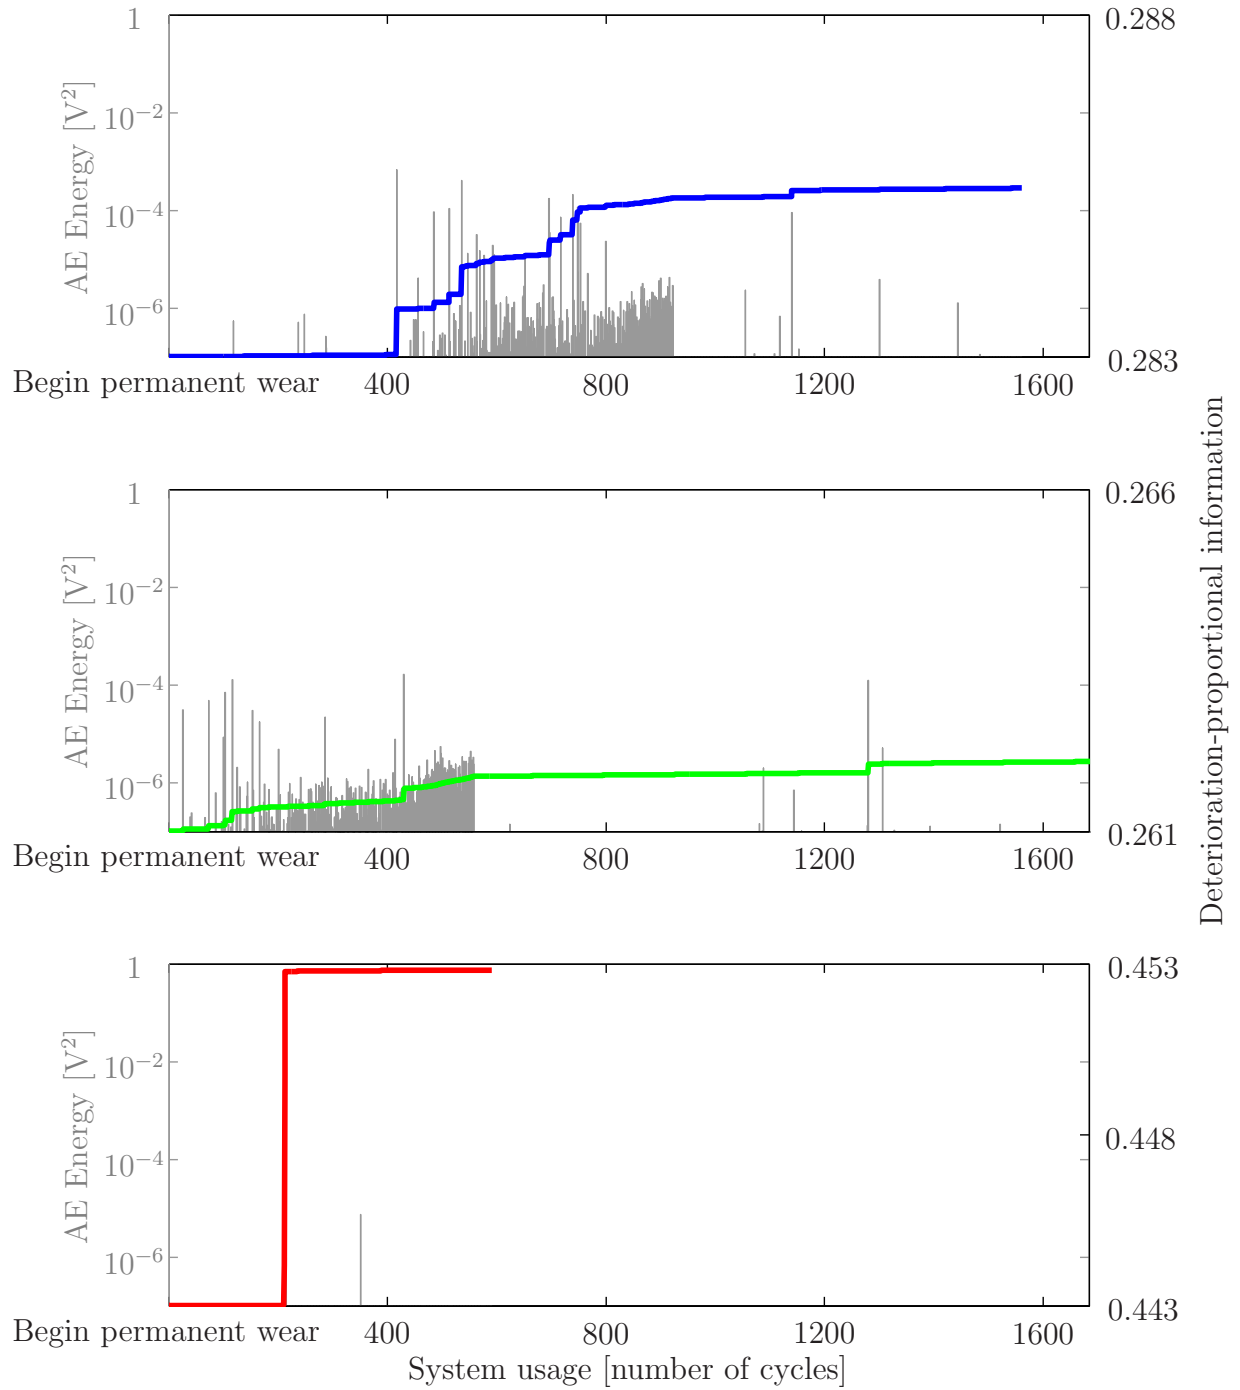 1
0.288
10⁻²
AE Energy [V²]
10⁻⁴
10⁻⁶
0.283
Begin permanent wear 400 800 1200 1600
1
0.266
10⁻²
AE Energy [V²]
10⁻⁴
10⁻⁶
0.261
Begin permanent wear 400 800 1200 1600
Deterioration-proportional information
1
0.453
10⁻²
AE Energy [V²]
0.448
10⁻⁴
10⁻⁶
0.443
Begin permanent wear 400 800 1200 1600
System usage [number of cycles]